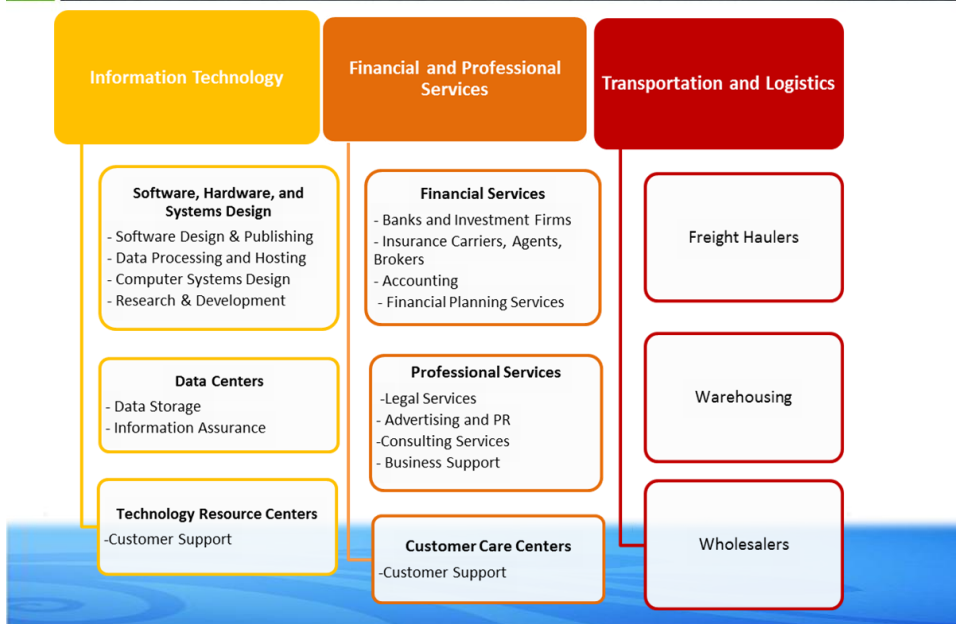 Information Technology
Software, Hardware, and
Systems Design
- Software Design & Publishing
- Data Processing and Hosting
- Computer Systems Design
- Research & Development
Data Centers
- Data Storage
- Information Assurance
Technology Resource Centers
-Customer Support
Financial and Professional
Services
Financial Services
- Banks and Investment Firms
- Insurance Carriers, Agents,
Brokers
- Accounting
- Financial Planning Services
Professional Services
-Legal Services
- Advertising and PR
-Consulting Services
- Business Support
Customer Care Centers
-Customer Support
Transportation and Logistics
Freight Haulers
Warehousing
Wholesalers